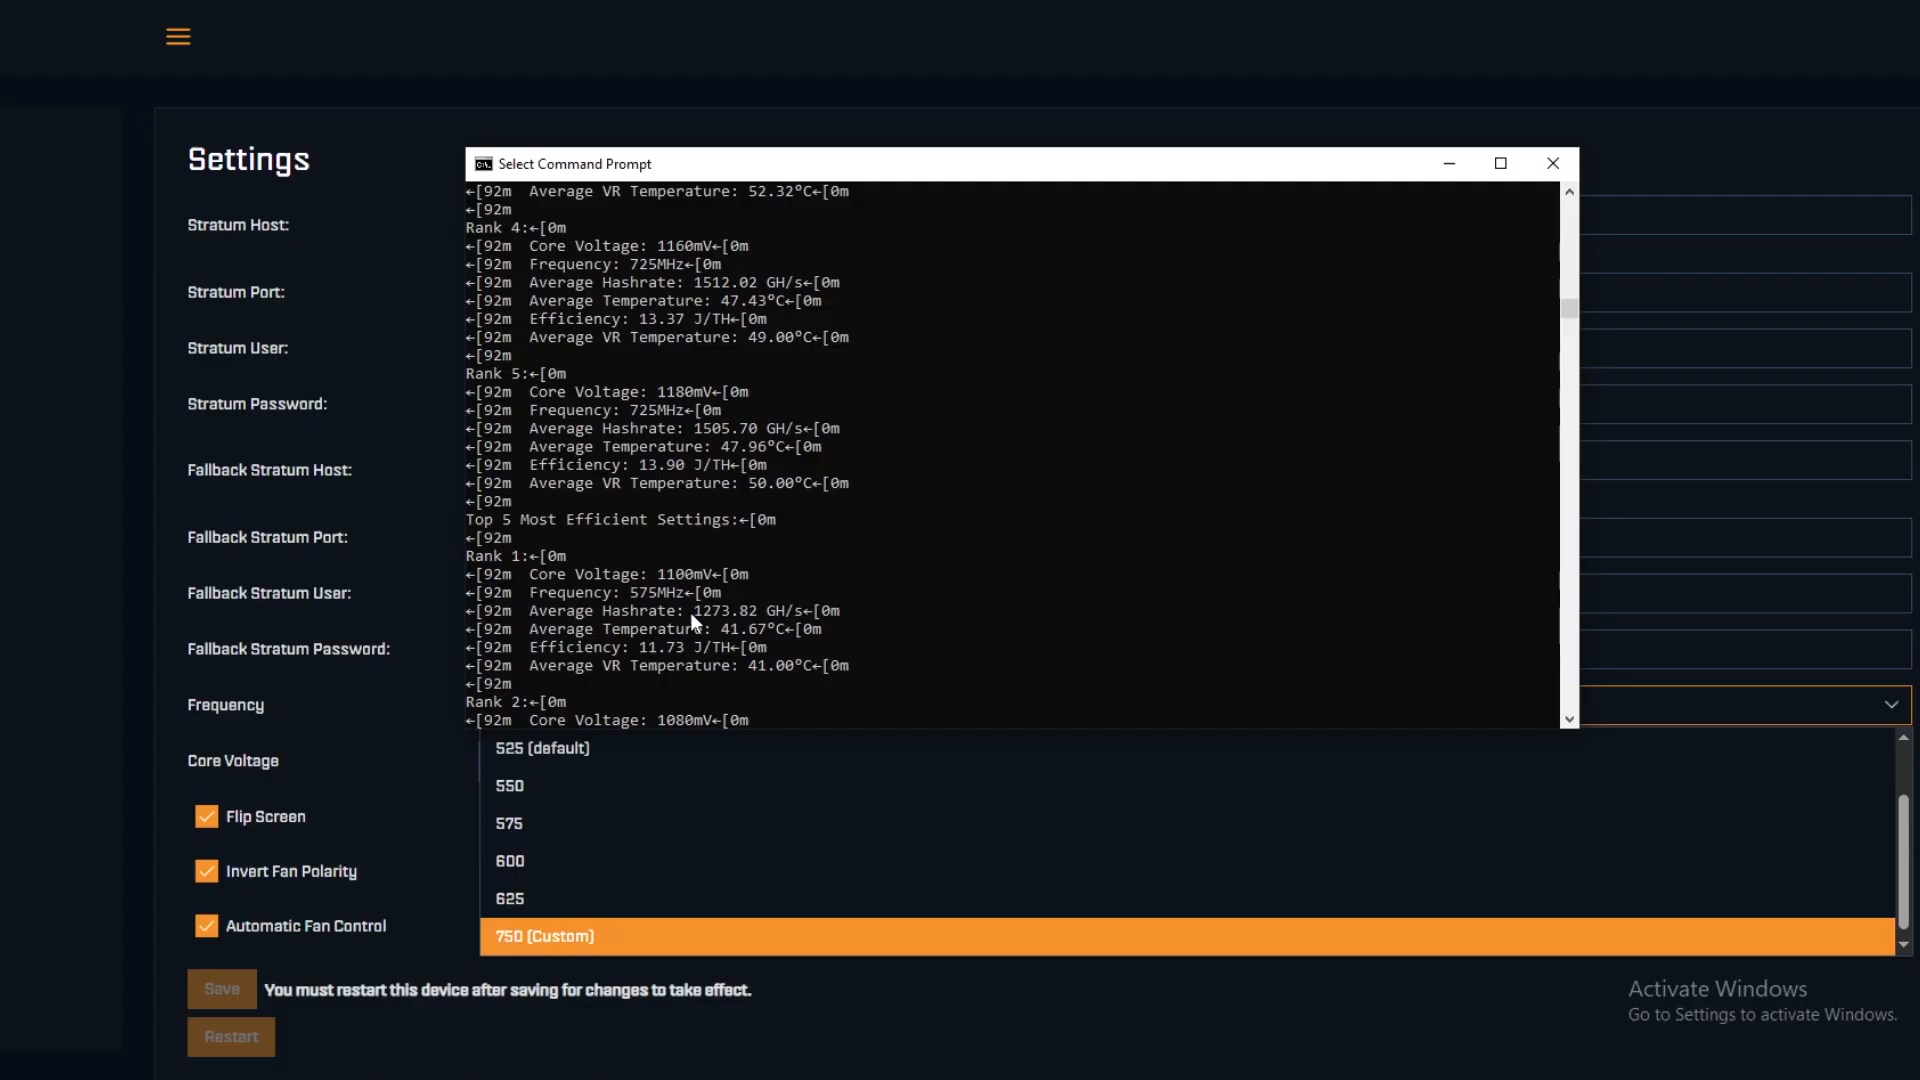 Settings
Stratum Host:
Stratum Port:
Stratum User:
Stratum Password:
Fallback Stratum Host:
Fallback Stratum Port:
Fallback Stratum User:
Fallback Stratum Password:
Frequency
Core Voltage
Flip Screen
Invert Fan Polarity
Automatic Fan Control
Save You must restart this device after saving for changes to take effect.
Restart
Select Command Prompt
←[92m  Average VR Temperature: 52.32°C←[0m
←[92m
Rank 4:←[0m
←[92m  Core Voltage: 1160mV←[0m
←[92m  Frequency: 725MHz←[0m
←[92m  Average Hashrate: 1512.02 GH/s←[0m
←[92m  Average Temperature: 47.43°C←[0m
←[92m  Efficiency: 13.37 J/TH←[0m
←[92m  Average VR Temperature: 49.00°C←[0m
←[92m
Rank 5:←[0m
←[92m  Core Voltage: 1180mV←[0m
←[92m  Frequency: 725MHz←[0m
←[92m  Average Hashrate: 1505.70 GH/s←[0m
←[92m  Average Temperature: 47.96°C←[0m
←[92m  Efficiency: 13.90 J/TH←[0m
←[92m  Average VR Temperature: 50.00°C←[0m
←[92m
Top 5 Most Efficient Settings:←[0m
←[92m
Rank 1:←[0m
←[92m  Core Voltage: 1100mV←[0m
←[92m  Frequency: 575MHz←[0m
←[92m  Average Hashrate: 1273.82 GH/s←[0m
←[92m  Average Temperature: 41.67°C←[0m
←[92m  Efficiency: 11.73 J/TH←[0m
←[92m  Average VR Temperature: 41.00°C←[0m
←[92m
Rank 2:←[0m
←[92m  Core Voltage: 1080mV←[0m
525 (default)
550
575
600
625
750 (Custom)
Activate Windows
Go to Settings to activate Windows.